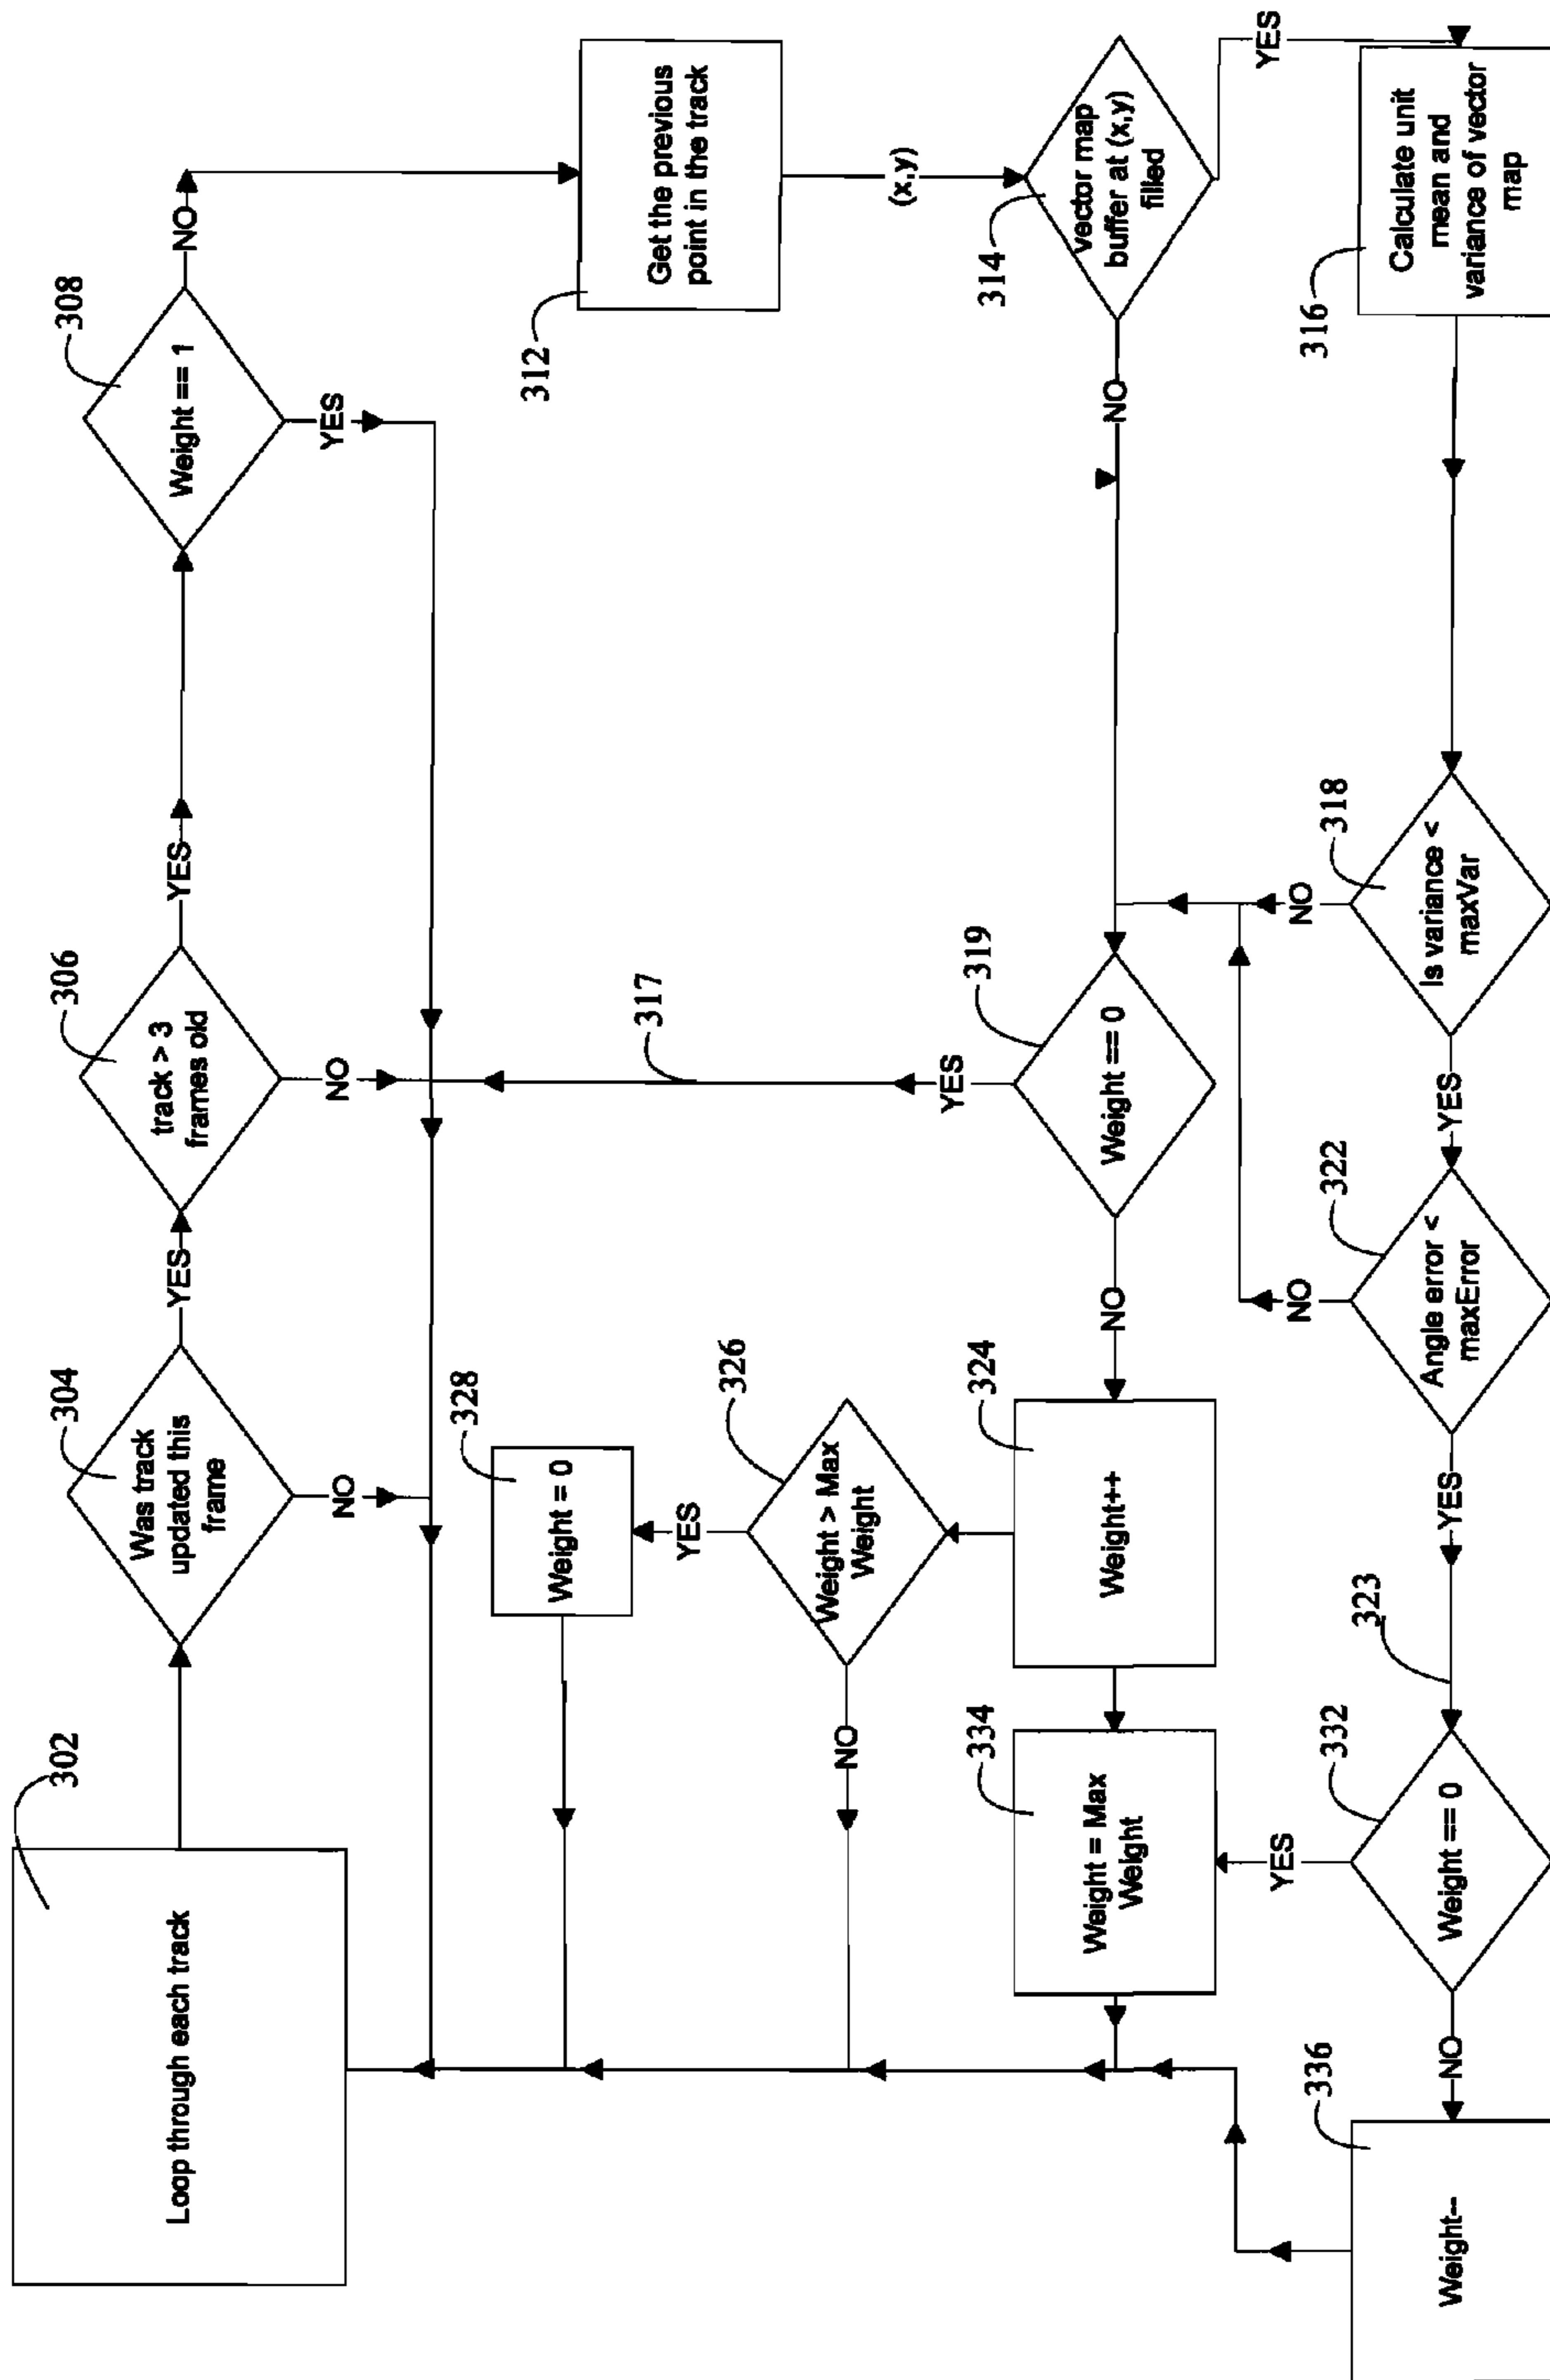 302
Loop through each track
304
Was track
updated this
frame
YES
NO
306
track > 3
frames old
YES
NO
308
Weight == 1
NO
YES
312
Get the previous
point in the track
(x,y)
314
vector map
buffer at (x,y)
filled
NO
YES
316
Calculate unit
mean and
variance of vector
map
318
Is variance <
maxVar
NO
YES
317
319
Weight == 0
YES
NO
322
Angle error <
maxError
NO
YES
323
324
Weight++
326
Weight > Max
Weight
YES
NO
328
Weight = 0
332
Weight == 0
YES
NO
334
Weight = Max
Weight
336
Weight--